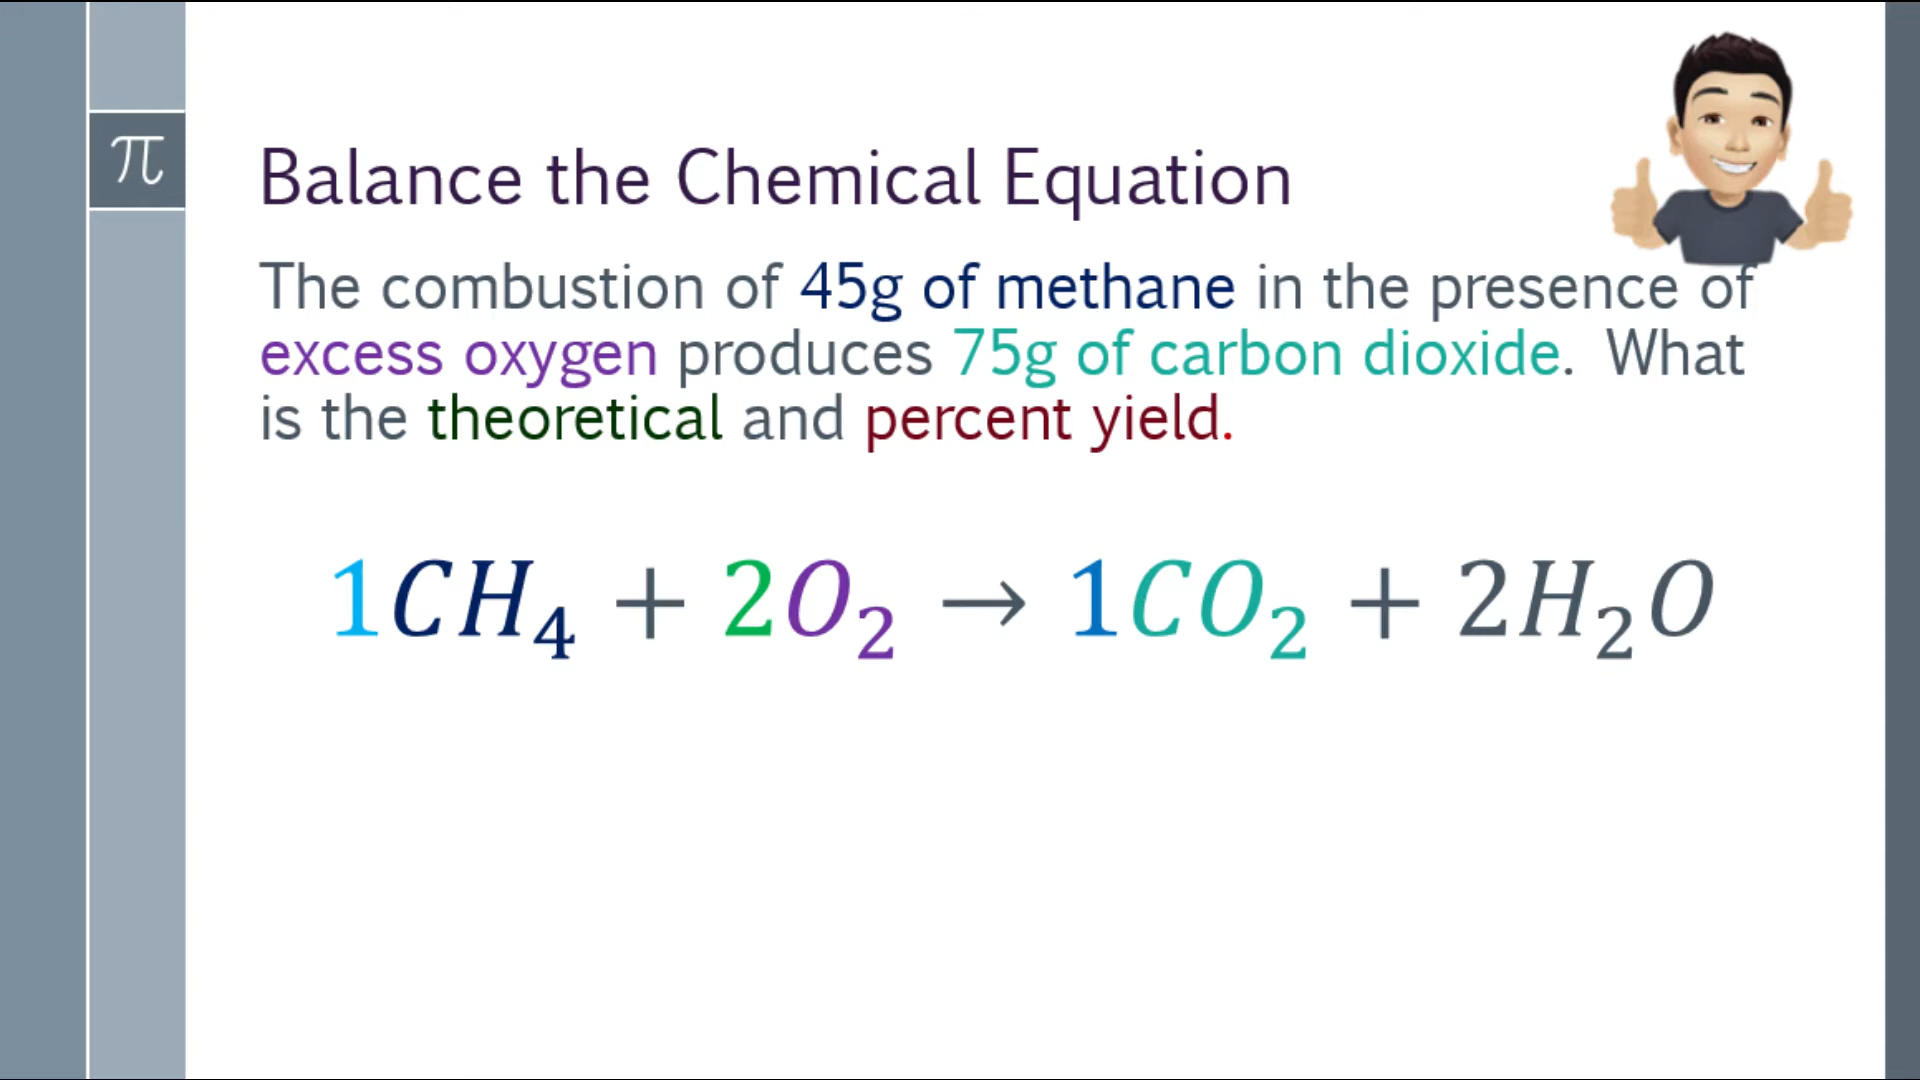 π
Balance the Chemical Equation
The combustion of 45g of methane in the presence of
excess oxygen produces 75g of carbon dioxide. What
is the theoretical and percent yield.
1CH₄ + 2O₂ → 1CO₂ + 2H₂O